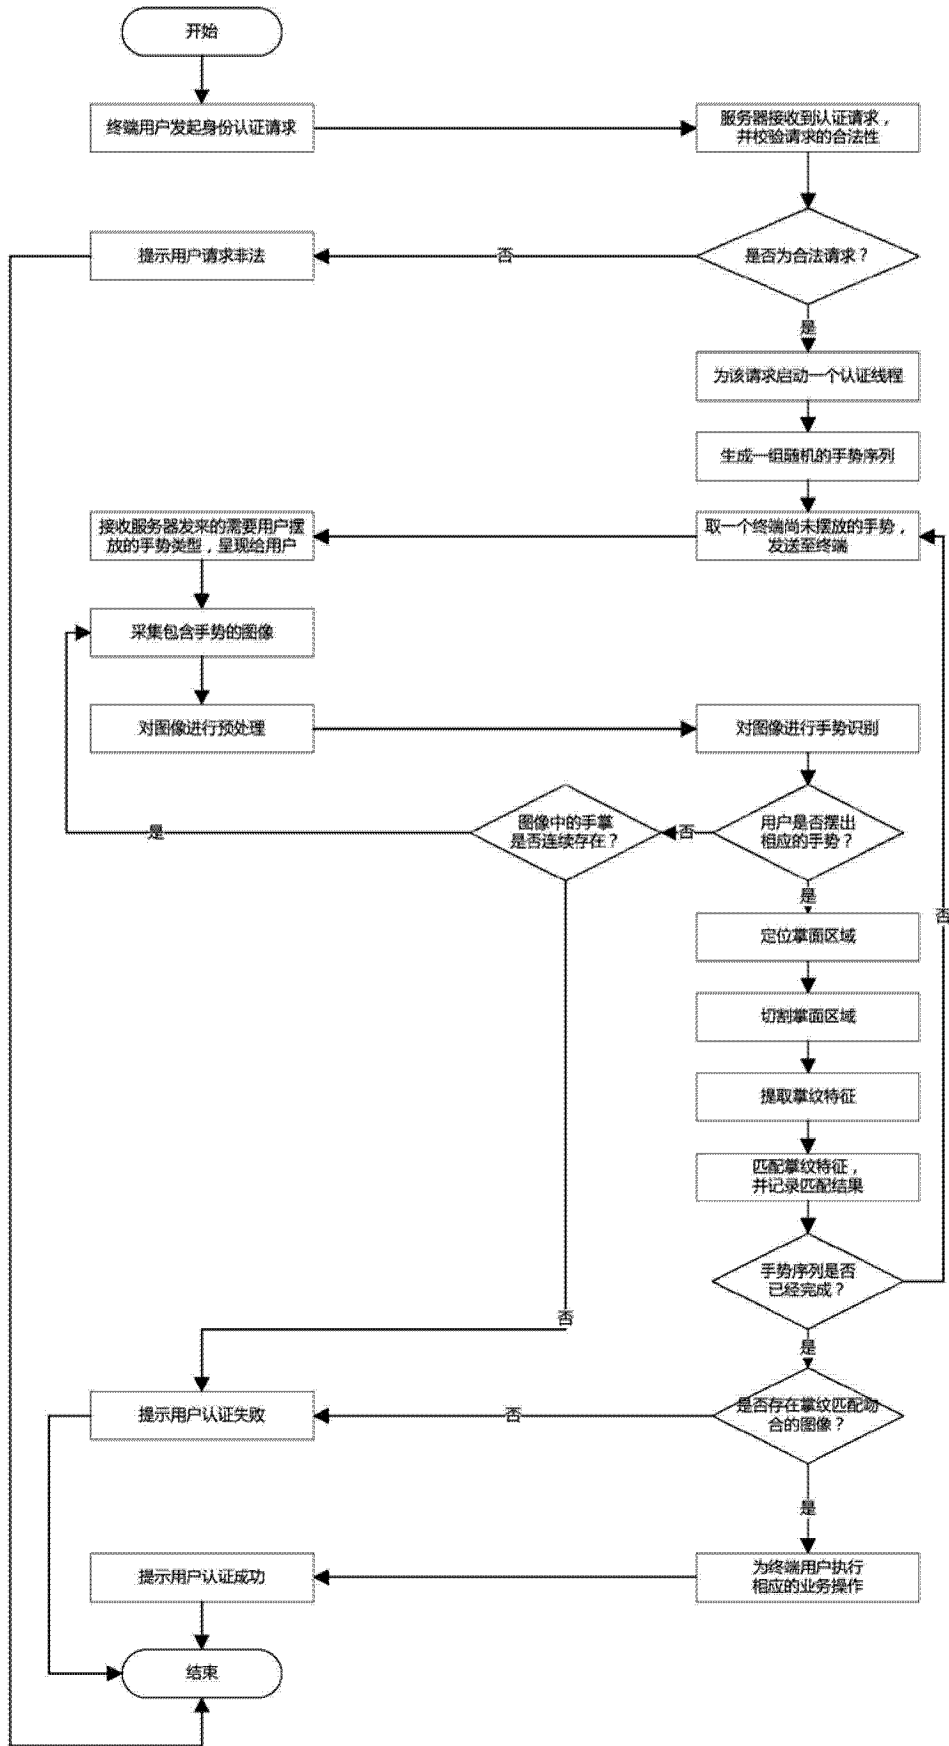 开始
终端用户发起身份认证请求
服务器接收到认证请求，
并校验请求的合法性
提示用户请求非法
否
是否为合法请求？
是
为该请求启动一个认证线程
生成一组随机的手势序列
接收服务器发来的需要用户摆
放的手势类型，呈现给用户
取一个终端尚未摆放的手势，
发送至终端
采集包含手势的图像
对图像进行预处理
对图像进行手势识别
是
图像中的手掌
是否连续存在？
否
用户是否摆出
相应的手势？
是
否
定位掌面区域
切割掌面区域
提取掌纹特征
匹配掌纹特征，
并记录匹配结果
手势序列是否
已经完成？
否
是
提示用户认证失败
否
是否存在掌纹匹配吻
合的图像？
是
提示用户认证成功
为终端用户执行
相应的业务操作
结束